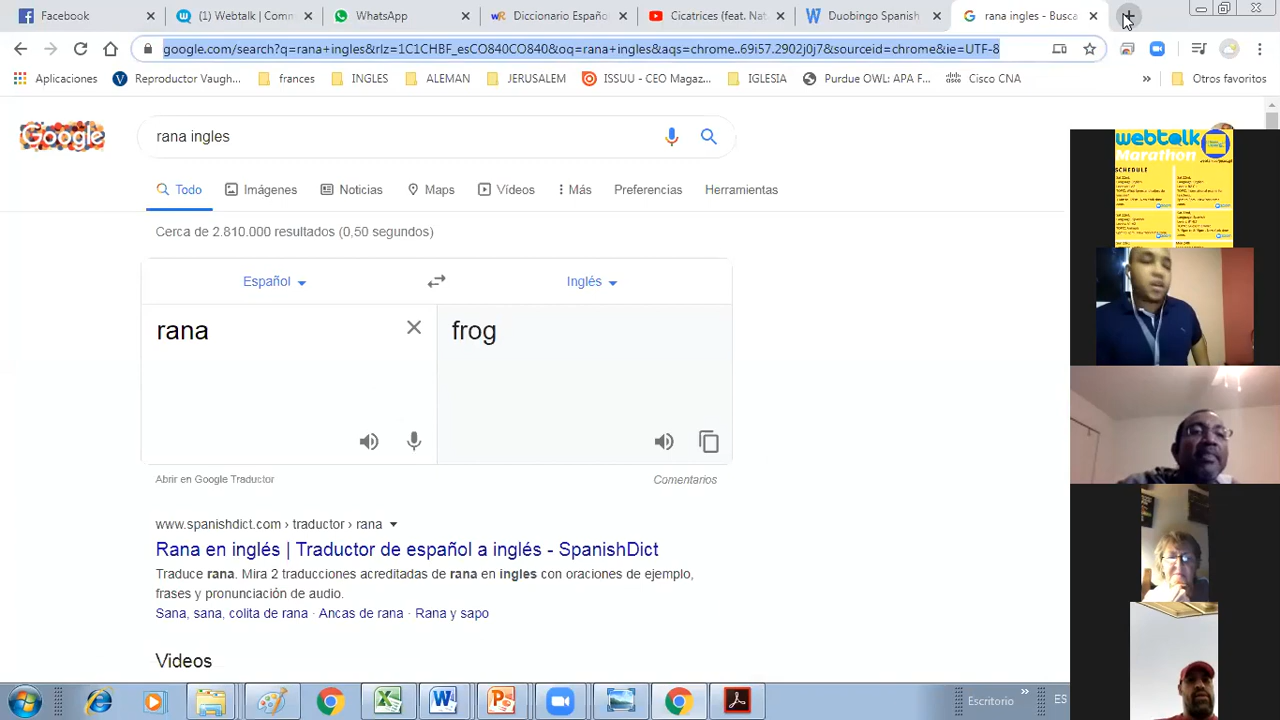 Facebook
(1) Webtalk | Comm
WhatsApp
Diccionario Españo
Cicatrices (feat. Nat
Duobingo Spanish
rana ingles - Busca
google.com/search?q=rana+ingles&rlz=1C1CHBF_esCO840CO840&oq=rana+ingles&aqs=chrome..69i57.2902j0j7&sourceid=chrome&ie=UTF-8
Aplicaciones
Reproductor Vaugh...
frances
INGLES
ALEMAN
JERUSALEM
ISSUU - CEO Magaz...
IGLESIA
Purdue OWL: APA F...
Cisco CNA
»
Otros favoritos
Google
rana ingles
Todo
Imágenes
Noticias
Maps
Videos
Más
Preferencias
Herramientas
Cerca de 2.810.000 resultados (0,50 segundos)
Español
Inglés
rana
frog
Abrir en Google Traductor
Comentarios
www.spanishdict.com › traductor › rana
Rana en inglés | Traductor de español a inglés - SpanishDict
Traduce rana. Mira 2 traducciones acreditadas de rana en ingles con oraciones de ejemplo,
frases y pronunciación de audio.
Sana, sana, colita de rana · Ancas de rana · Rana y sapo
Videos
webtalk
Marathon
SCHEDULE
Escritorio
»
ES